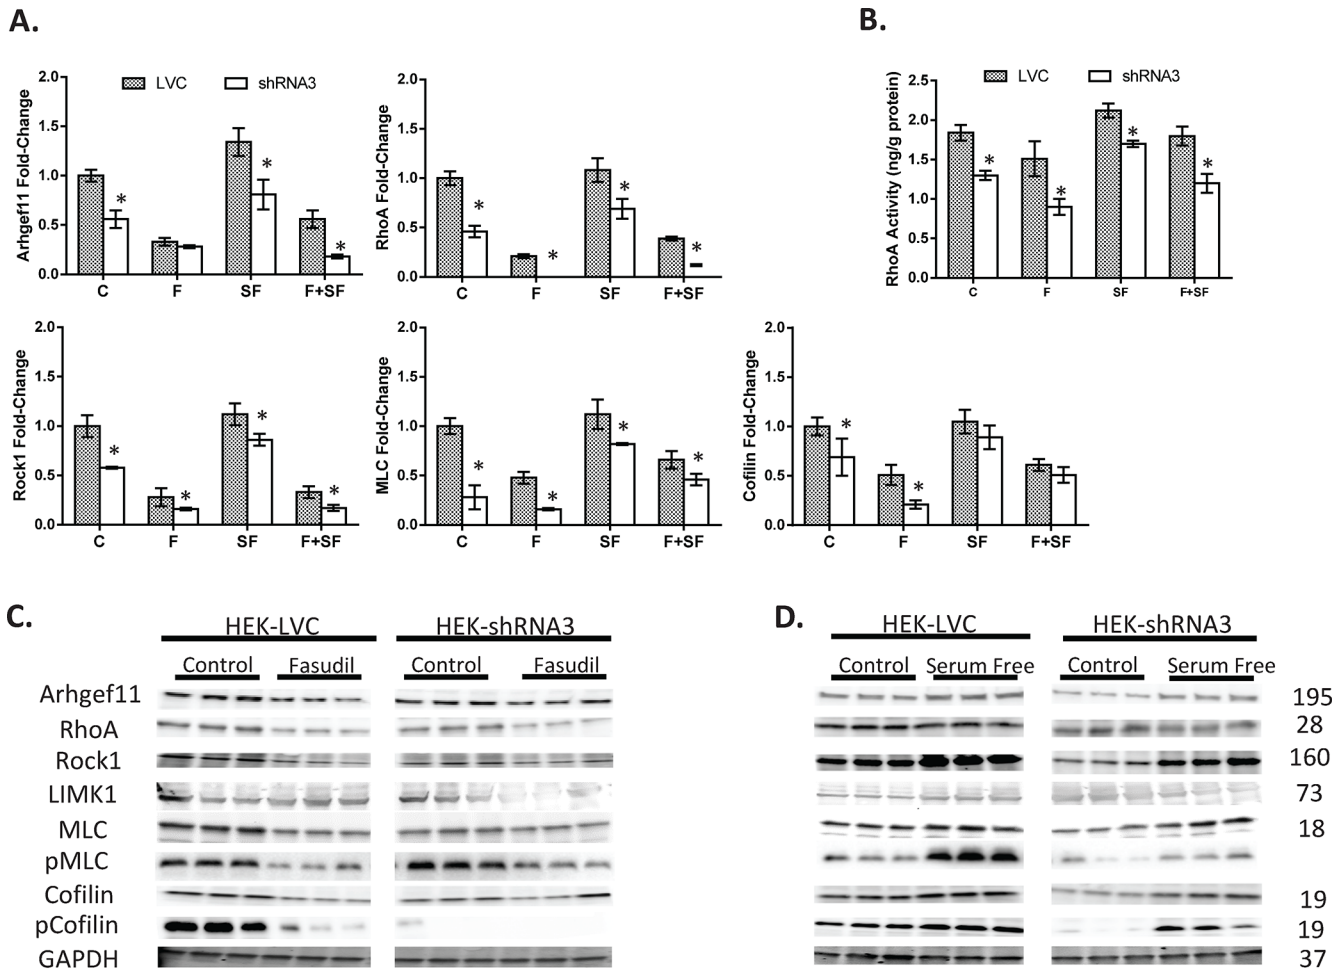 A.
B.
LVC
shRNA3
Arhgef11 Fold-Change
2.0
1.5
1.0
0.5
0.0
*
*
*
C
F
SF
F+SF
RhoA Fold-Change
2.0
1.5
1.0
0.5
0.0
*
*
*
*
C
F
SF
F+SF
LVC
shRNA3
RhoA Activity (ng/g protein)
2.5
2.0
1.5
1.0
0.5
0.0
*
*
*
*
C
F
SF
F+SF
Rock1 Fold-Change
2.0
1.5
1.0
0.5
0.0
*
*
*
*
C
F
SF
F+SF
MLC Fold-Change
2.0
1.5
1.0
0.5
0.0
*
*
*
*
C
F
SF
F+SF
Cofilin Fold-Change
2.0
1.5
1.0
0.5
0.0
*
*
C
F
SF
F+SF
C.
HEK-LVC
HEK-shRNA3
Control
Fasudil
Control
Fasudil
Arhgef11
RhoA
Rock1
LIMK1
MLC
pMLC
Cofilin
pCofilin
GAPDH
D.
HEK-LVC
HEK-shRNA3
Control
Serum Free
Control
Serum Free
195
28
160
73
18
19
19
37